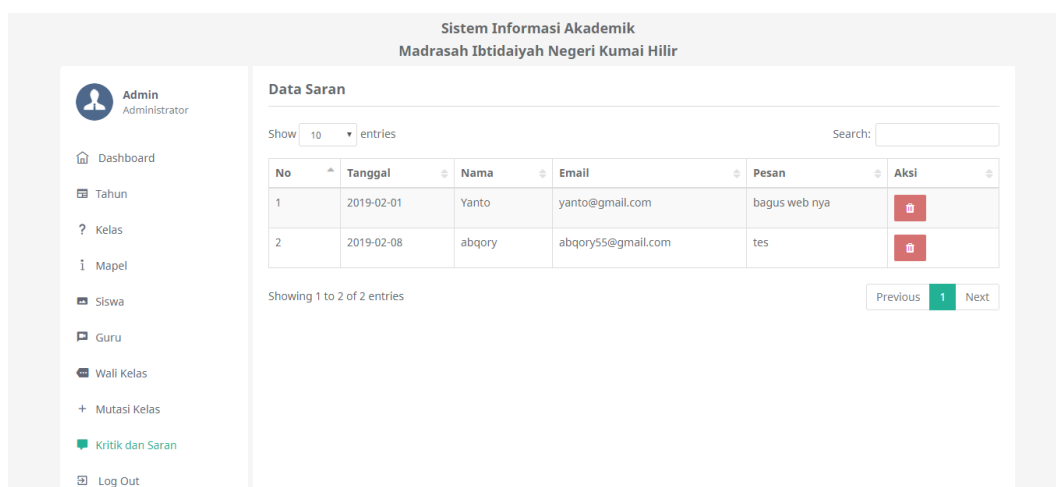 Sistem Informasi Akademik
Madrasah Ibtidaiyah Negeri Kumai Hilir
Admin
Administrator
Dashboard
Tahun
? Kelas
i Mapel
Siswa
Guru
Wali Kelas
+ Mutasi Kelas
Kritik dan Saran
Log Out
Data Saran
Show 10 entries
Search:
No Tanggal Nama Email Pesan Aksi
1 2019-02-01 Yanto yanto@gmail.com bagus web nya
2 2019-02-08 abqory abqory55@gmail.com tes
Showing 1 to 2 of 2 entries
Previous 1 Next